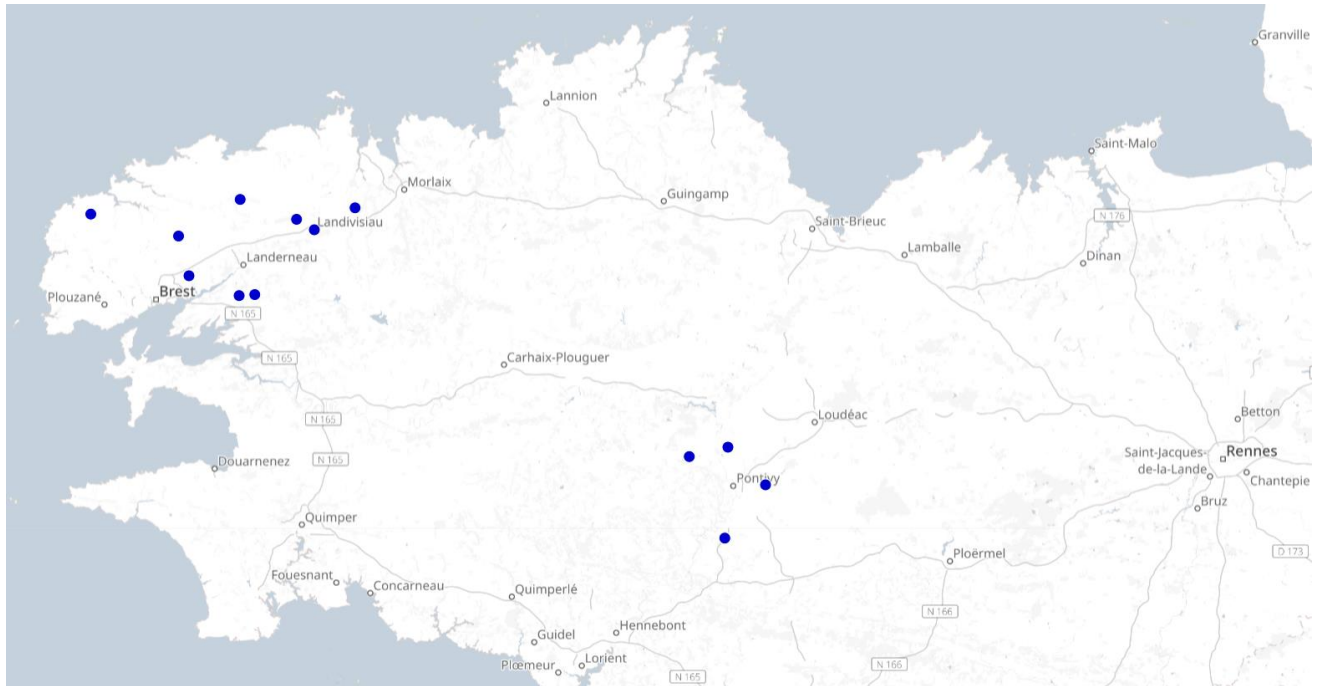 Granville
Lannion
Saint-Malo
Morlaix
Guingamp
N 176
Landivisiau
Saint-Brieuc
Lamballe
Landerneau
Dinan
Brest
Plouzané
N 165
N 165
Carhaix-Plouguer
Loudéac
Betton
N 165
Saint-Jacques-
de-la-Lande
Rennes
Douarnenez
N 165
Pontivy
Chantepie
Bruz
Quimper
Ploërmel
D 173
Fouesnant
Concarneau
Quimperlé
N 166
Hennebont
Guidel
Lorient
Plœmeur
N 166
N 165